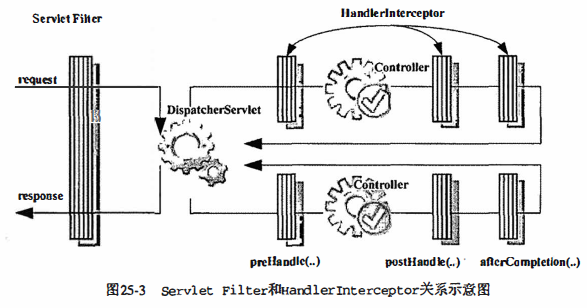 Servlet Filter
HandlerInterceptor
request
Controller
DispatcherServlet
response
Controller
preHandle(..)
postHandle(..)
afterCompletion(..)
图25-3 Servlet Filter和HandlerInterceptor关系示意图